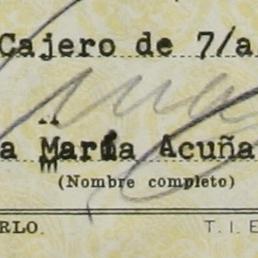 Cajero de 7/a
a María Acuña
(Nombre completo)
RLO. T.I.E